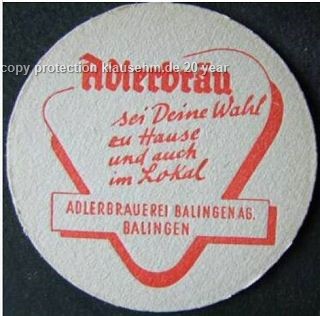 copy protection klausehm.de 20 year
Adlerbräu
sei Deine Wahl
zu Hause
und auch
im Lokal
ADLERBRAUEREI BALINGEN AG.
BALINGEN